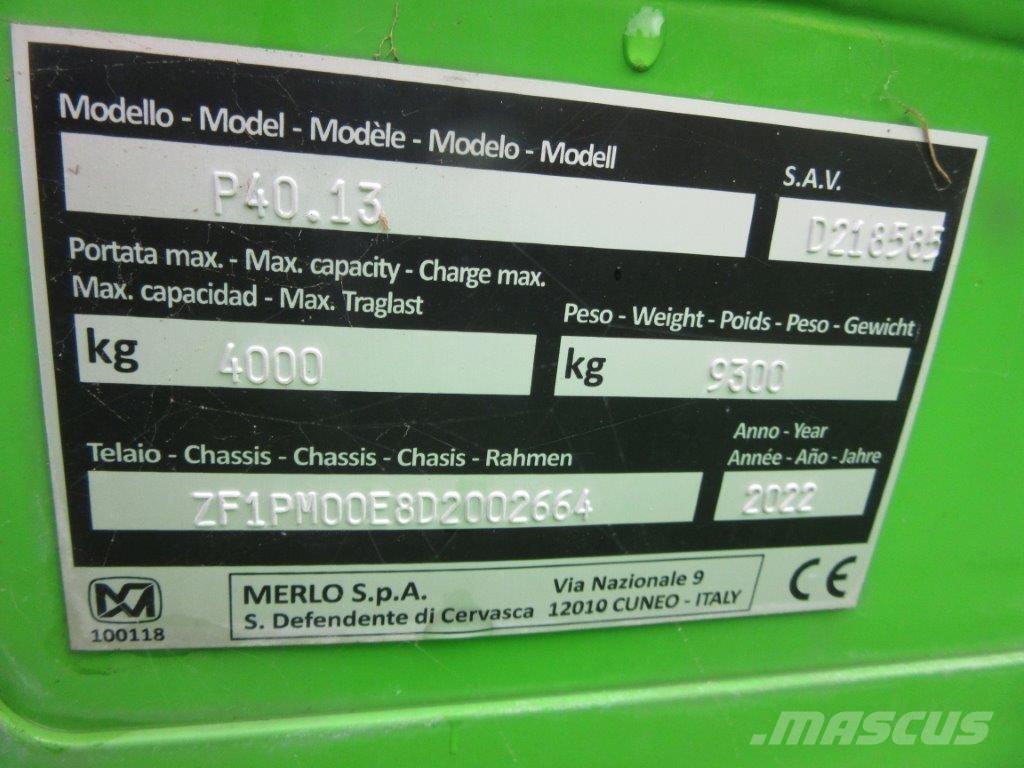 Modello - Model - Modèle - Modelo - Modell
P40.13
S.A.V.
D218585
Portata max. - Max. capacity - Charge max.
Max. capacidad - Max. Traglast
kg 4000
Peso - Weight - Poids - Peso - Gewicht
kg 9300
Telaio - Chassis - Chassis - Chasis - Rahmen
ZF1PM00E8D2002664
Anno - Year
Année - Año - Jahre
2022
100118
MERLO S.p.A.
S. Defendente di Cervasca
Via Nazionale 9
12010 CUNEO - ITALY
CE
MASCUS